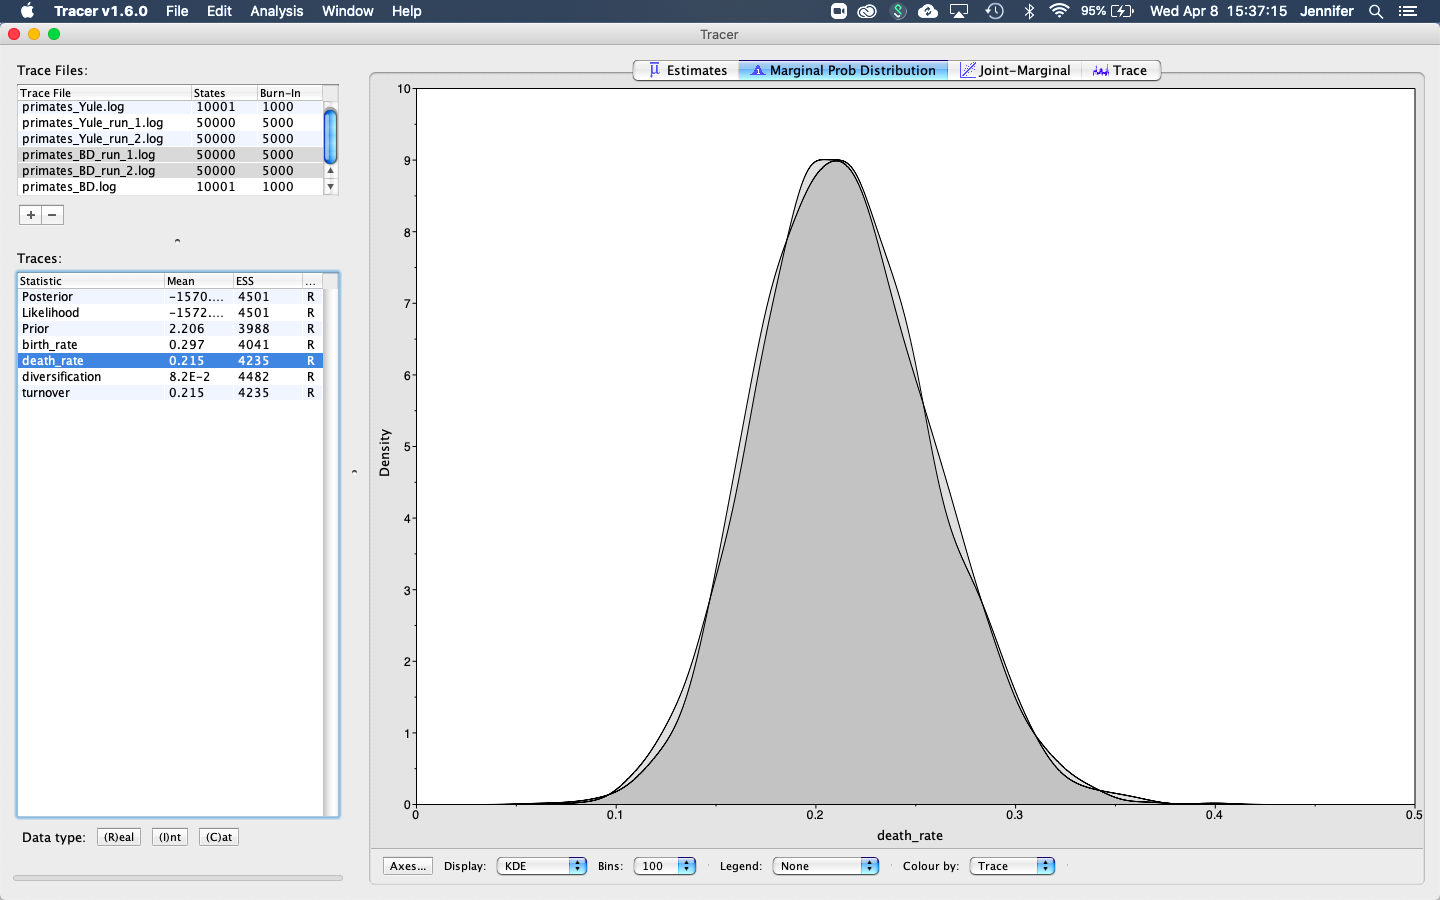 Tracer v1.6.0 File Edit Analysis Window Help 95% Wed Apr 8 15:37:15 Jennifer
Tracer
Trace Files:
Trace File States Burn-In
primates_Yule.log 10001 1000
primates_Yule_run_1.log 50000 5000
primates_Yule_run_2.log 50000 5000
primates_BD_run_1.log 50000 5000
primates_BD_run_2.log 50000 5000
primates_BD.log 10001 1000
+ −
Traces:
Statistic Mean ESS ...
Posterior -1570.... 4501 R
Likelihood -1572.... 4501 R
Prior 2.206 3988 R
birth_rate 0.297 4041 R
death_rate 0.215 4235 R
diversification 8.2E-2 4482 R
turnover 0.215 4235 R
Data type: (R)eal (I)nt (C)at
Estimates Marginal Prob Distribution Joint-Marginal Trace
10
9
8
7
6
5
4
3
2
1
0
Density
0 0.1 0.2 0.3 0.4 0.5
death_rate
Axes... Display: KDE Bins: 100 Legend: None Colour by: Trace